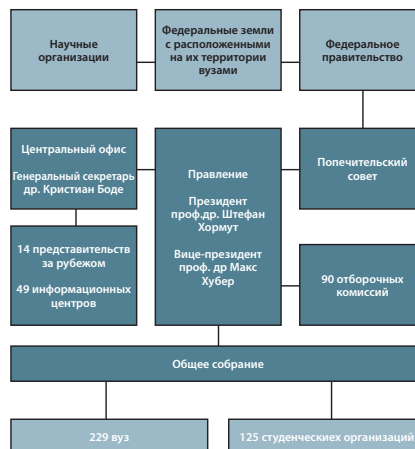 Научные
организации
Федеральные земли
с расположенными
на их территории
вузами
Федеральное
правительство
Центральный офис
Генеральный секретарь
др. Кристиан Боде
Правление
Президент
проф.др. Штефан
Хормут
Вице-президент
проф. др Макс
Хубер
Попечительский
совет
14 представительств
за рубежом
49 информационных
центров
90 отборочных
комиссий
Общее собрание
229 вуз
125 студенческиех организаций